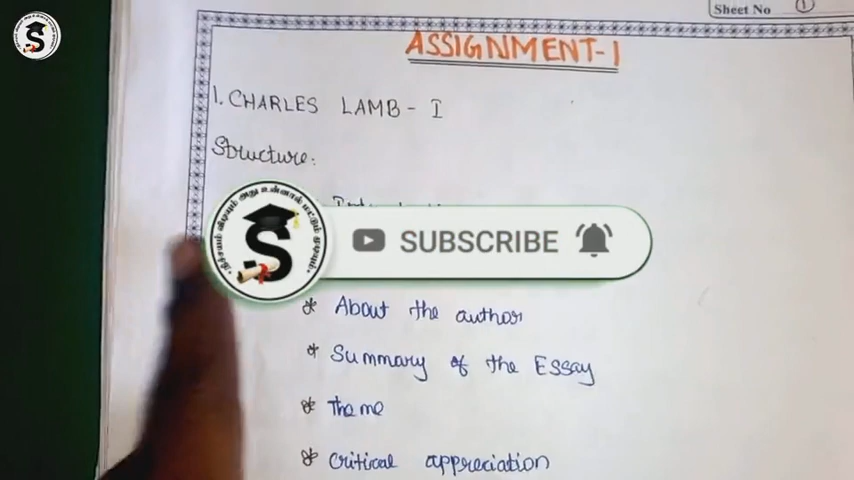 Sheet No 1
ASSIGNMENT-1
1. CHARLES LAMB - I
Structure:
SUBSCRIBE
* About the author
* Summary of the Essay
* Theme
* Critical appreciation